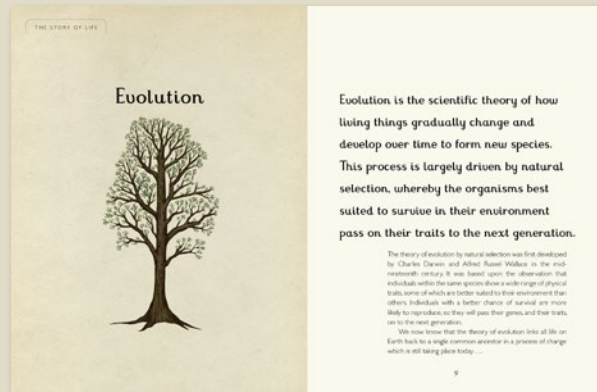 THE STORY OF LIFE
Evolution
Evolution is the scientific theory of how
living things gradually change and
develop over time to form new species.
This process is largely driven by natural
selection, whereby the organisms best
suited to survive in their environment
pass on their traits to the next generation.
The theory of evolution by natural selection was first developed
by Charles Darwin and Alfred Russel Wallace in the mid-
nineteenth century. It was based upon the observation that
individuals within the same species show a wide range of physical
traits, some of which are better suited to their environment than
others. Individuals with a better chance of survival are more
likely to reproduce, so they will pass their genes, and their traits,
on to the next generation.
We now know that the theory of evolution links all life on
Earth back to a single common ancestor in a process of change
which is still taking place today . . .
9